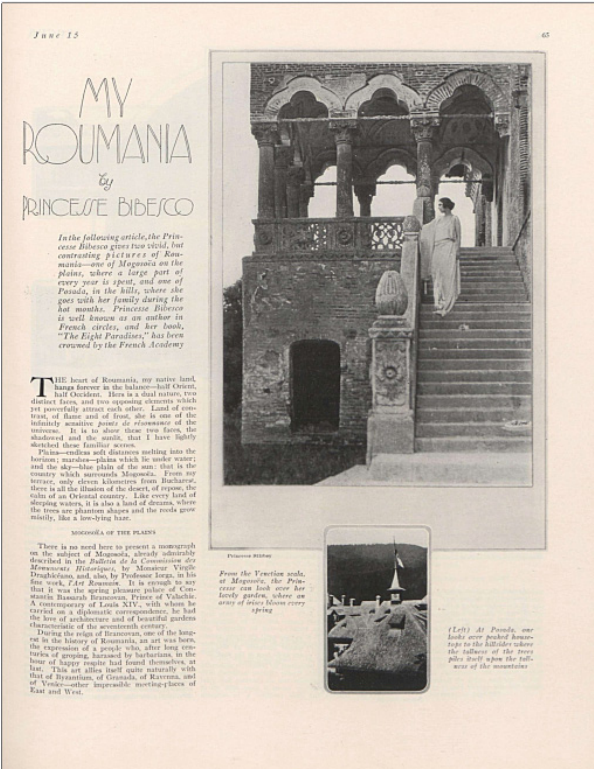 June 15
65
MY
ROUMANIA
by
PRINCESSE BIBESCO
In the following article, the Prin-
cesse Bibesco gives two vivid, but
contrasting pictures of Rou-
mania—one of Mogosoïa on the
plains, where a large part of
every year is spent, and one of
Posada, in the hills, where she
goes with her family during the
hot months. Princesse Bibesco
is well known as an author in
French circles, and her book,
"The Eight Paradises," has been
crowned by the French Academy
THE heart of Roumania, my native land,
hangs forever in the balance—half Orient,
half Occident. Hers is a dual nature, two
distinct faces, and two opposing elements which
yet powerfully attract each other. Land of con-
trast, of flame and of frost, she is one of the
infinitely sensitive points de résonnance of the
universe. It is to show these two faces, the
shadowed and the sunlit, that I have lightly
sketched these familiar scenes.
Plains—endless soft distances melting into the
horizon; marshes—plains which lie under water;
and the sky—blue plain of the sun: that is the
country which surrounds Mogosoïa. From my
terrace, only eleven kilometres from Bucharest,
there is all the illusion of the desert, of repose, the
calm of an Oriental country. Like every land of
sleeping waters, it is also a land of dreams, where
the trees are phantom shapes and the reeds grow
mistily, like a low-lying haze.
MOGOSOÏA OF THE PLAINS
There is no need here to present a monograph
on the subject of Mogosoïa, already admirably
described in the Bulletin de la Commission des
Monuments Historiques, by Monsieur Virgile
Draghiceano, and, also, by Professor Iorga, in his
fine work, l'Art Roumain. It is enough to say
that it was the spring pleasure palace of Con-
stantin Bassarab Brancovan, Prince of Valachie.
A contemporary of Louis XIV., with whom he
carried on a diplomatic correspondence, he had
the love of architecture and of beautiful gardens
characteristic of the seventeenth century.
During the reign of Brancovan, one of the long-
est in the history of Roumania, an art was born,
the expression of a people who, after long cen-
turies of groping, harassed by barbarians, in the
hour of happy respite had found themselves, at
last. This art allies itself quite naturally with
that of Byzantium, of Granada, of Ravenna, and
of Venice—other impressible meeting-places of
East and West.
Princesse Bibesco
From the Venetian scala,
at Mogosoïa, the Prin-
cesse can look over her
lovely garden, where an
army of irises bloom every
spring
(Left) At Posada, one
looks over peaked house-
tops to the hillsides where
the tallness of the trees
piles itself upon the tall-
ness of the mountains